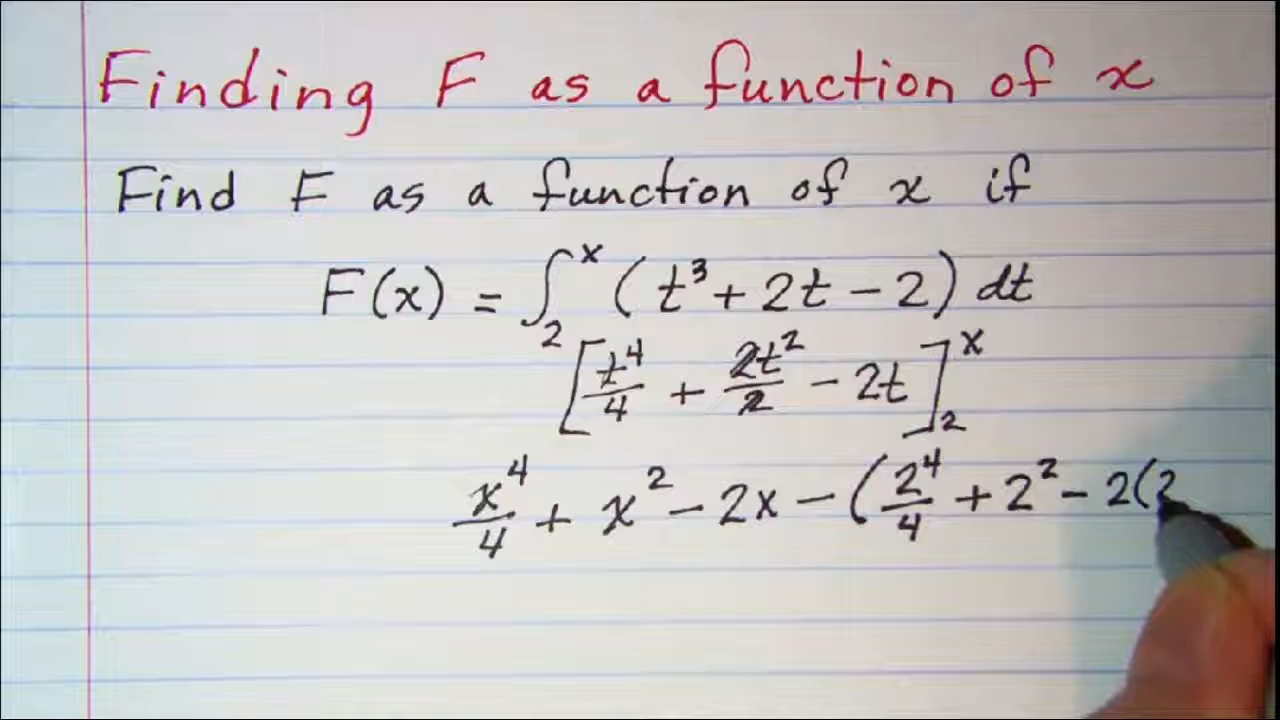 Finding F as a function of x
Find F as a function of x if
F(x) = ∫₂ˣ (t³ + 2t − 2) dt
[t⁴/4 + 2t²/2 − 2t]₂ˣ
x⁴/4 + x² − 2x − (2⁴/4 + 2² − 2(2